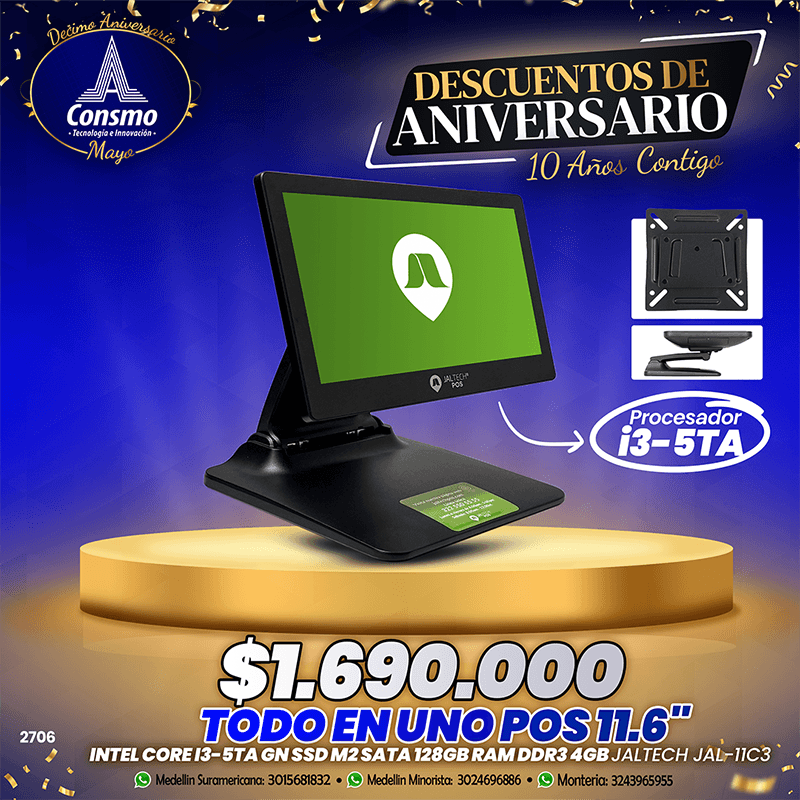 Decimo Aniversario
Consmo
• Tecnología e Innovación •
Mayo
DESCUENTOS DE
ANIVERSARIO
10 Años Contigo
JALTECH®
POS
Procesador
i3-5TA
$1.690.000
TODO EN UNO POS 11.6"
2706
INTEL CORE I3-5TA GN SSD M2 SATA 128GB RAM DDR3 4GB JALTECH JAL-11C3
Medellin Suramericana: 3015681832 • Medellin Minorista: 3024696886 • Monteria: 3243965955